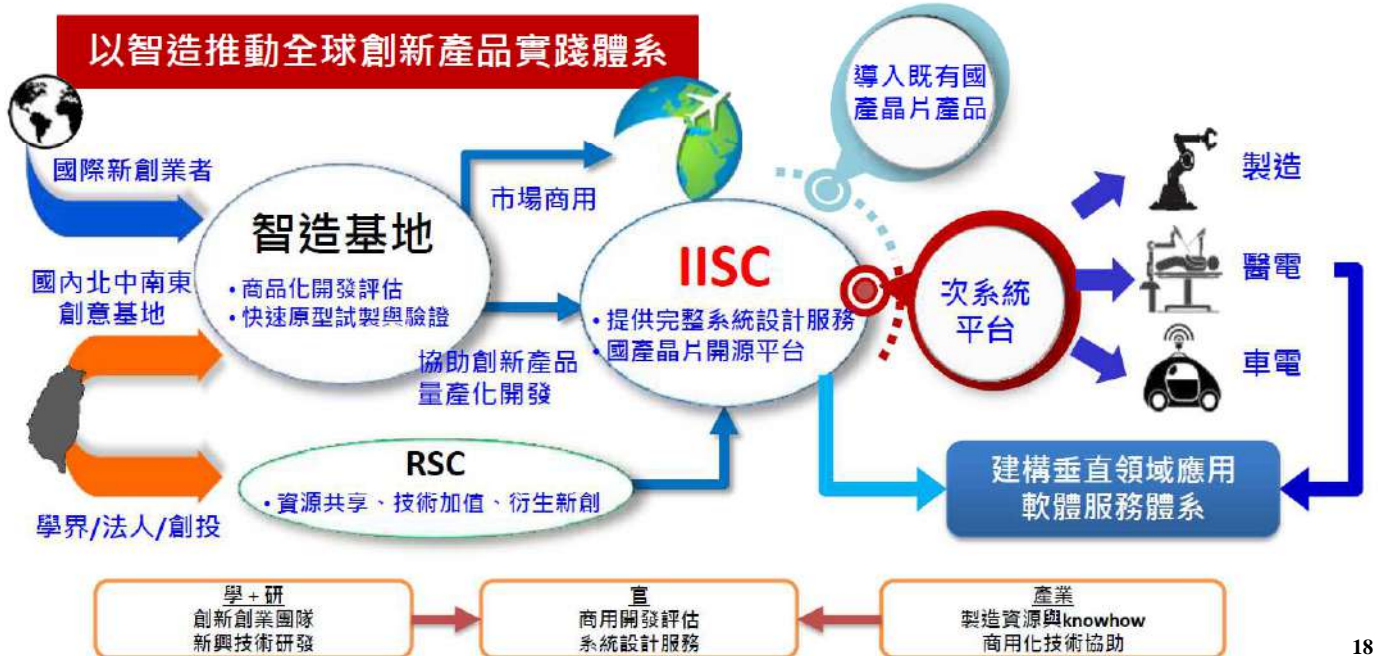 以智造推動全球創新產品實踐體系
導入既有國
產晶片產品
國際新創業者
市場商用
製造
智造基地
• 商品化開發評估
• 快速原型試製與驗證
國內北中南東
創意基地
IISC
• 提供完整系統設計服務
• 國產晶片開源平台
次系統
平台
醫電
協助創新產品
量產化開發
車電
RSC
• 資源共享、技術加值、衍生新創
建構垂直領域應用
軟體服務體系
學界/法人/創投
學+研
創新創業團隊
新興技術研發
官
商用開發評估
系統設計服務
產業
製造資源與knowhow
商用化技術協助
18